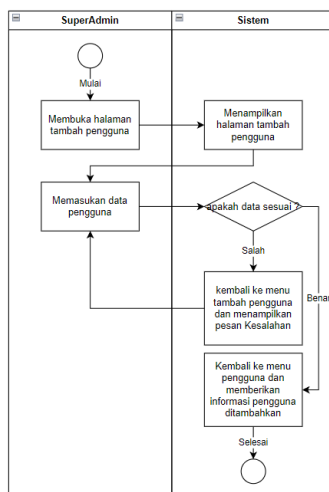 SuperAdmin
Sistem
Mulai
Membuka halaman
tambah pengguna
Menampilkan
halaman tambah
pengguna
Memasukan data
pengguna
apakah data sesuai ?
Salah
Benar
kembali ke menu
tambah pengguna
dan menampilkan
pesan Kesalahan
Kembali ke menu
pengguna dan
memberikan
informasi pengguna
ditambahkan
Selesai